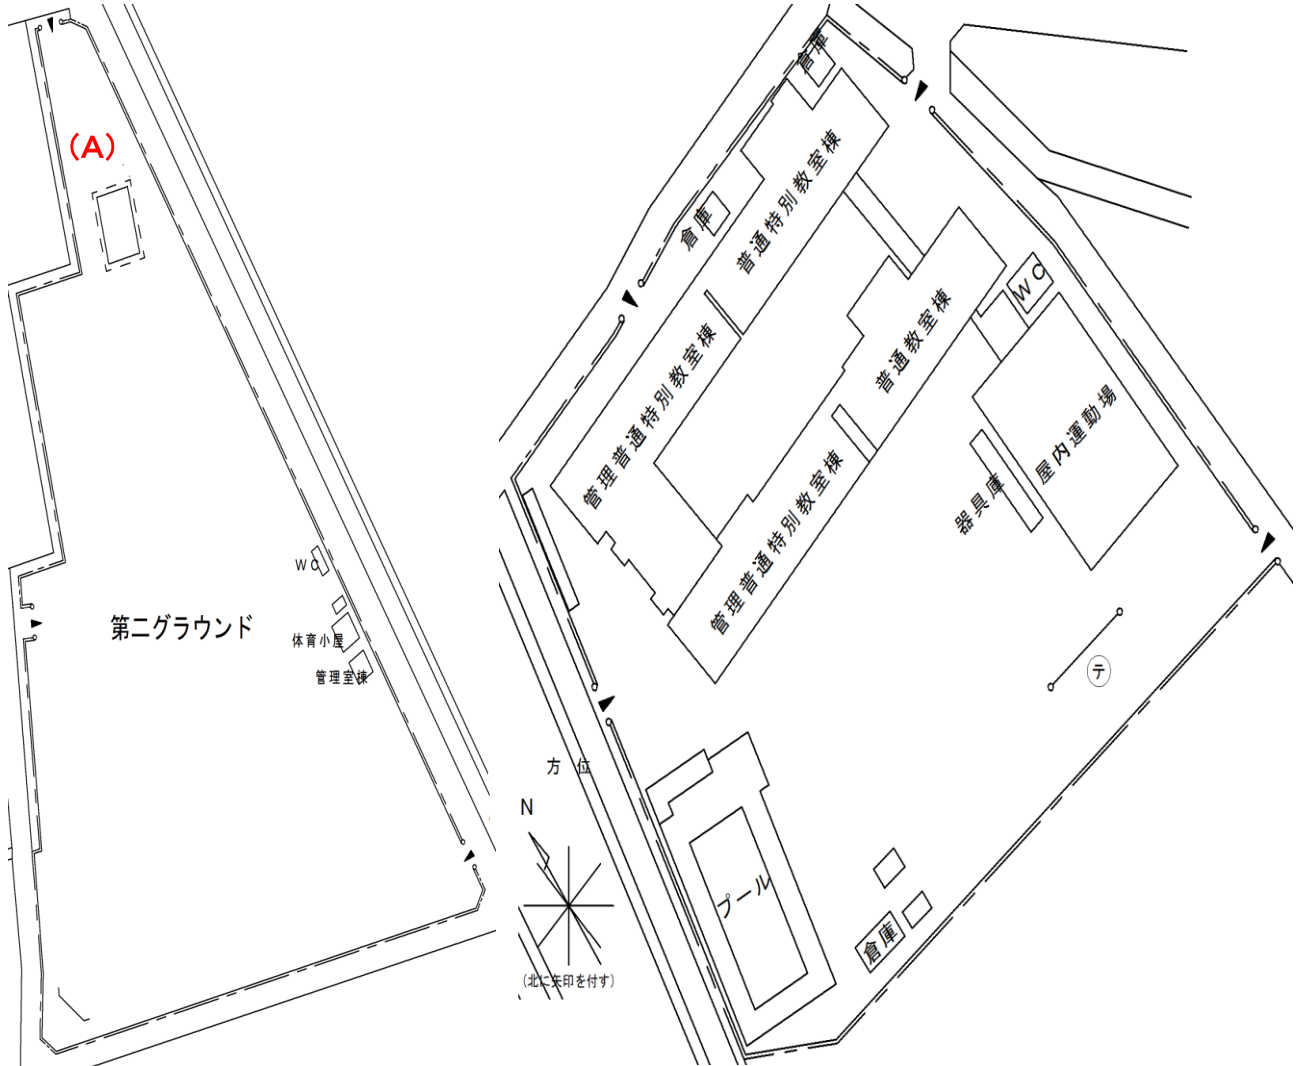 (A)
WC
第二グラウンド
体育小屋
管理室棟
倉庫
倉庫
普通特別教室棟
管理普通特別教室棟
普通教室棟
管理普通特別教室棟
WC
屋内運動場
器具庫
テ
プール
倉庫
方位
N
(北に矢印を付す)